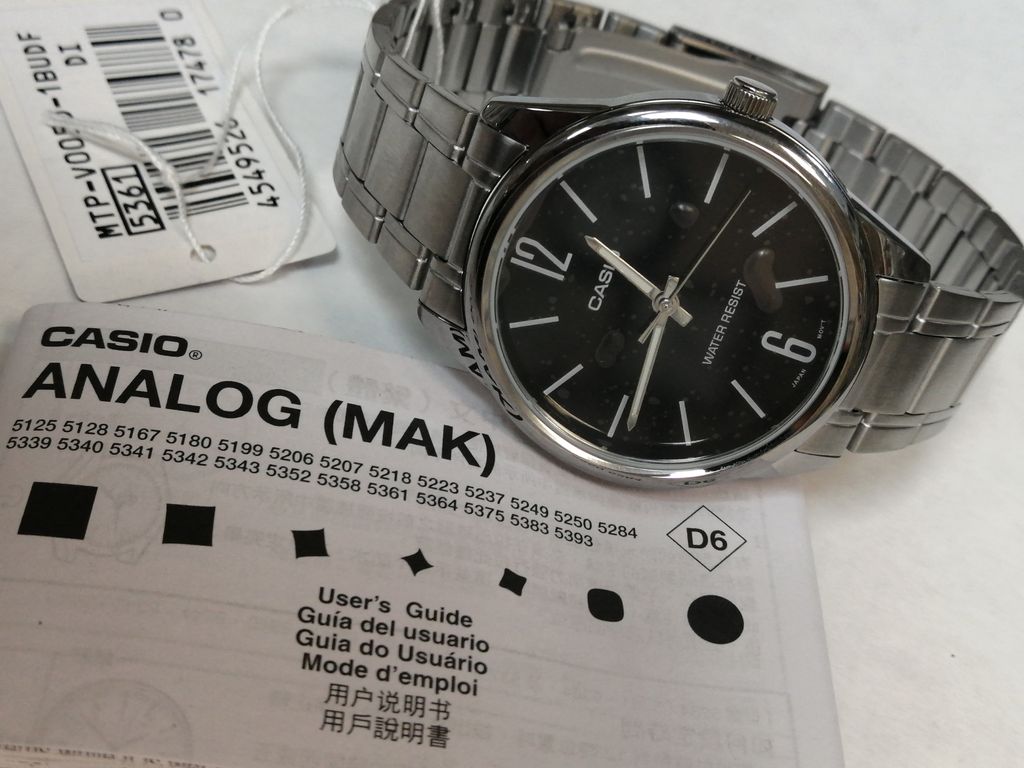 MTP-V005D-1BUDF
DI
5361
17478 0
CASIO®
ANALOG (MAK)
5125 5128 5167 5180 5199 5206 5207 5218 5223 5237 5249 5250 5284
5339 5340 5341 5342 5343 5352 5358 5361 5364 5375 5383 5393
D6
User's Guide
Guía del usuario
Guia do Usuário
Mode d'emploi
用户说明书
用戶說明書
12
CASIO
WATER RESIST
6
JAPAN
MOV'T